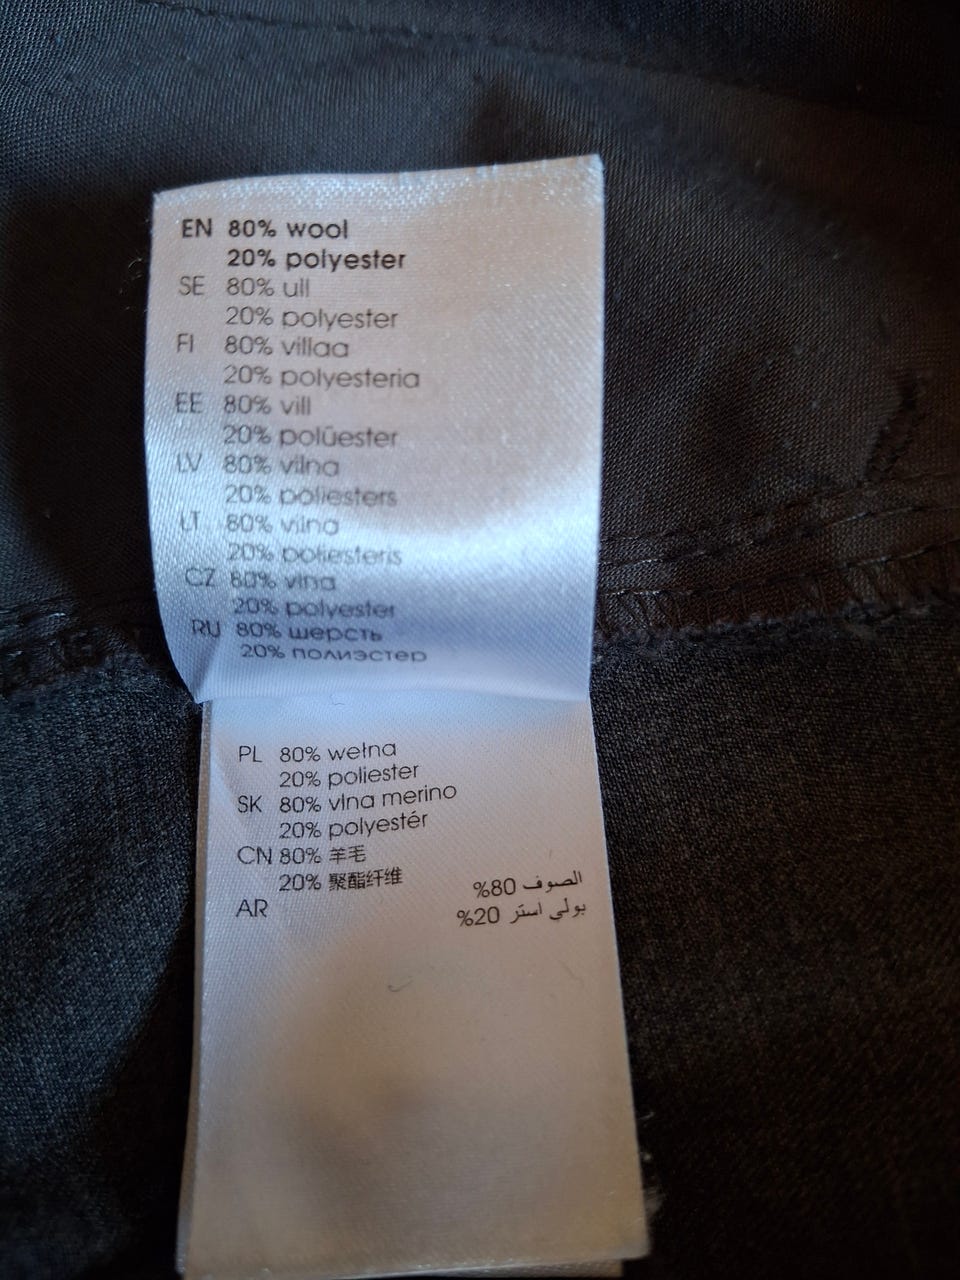 EN 80% wool
20% polyester
SE 80% ull
20% polyester
FI 80% villaa
20% polyesteria
EE 80% vill
20% polüester
LV 80% vilna
20% poliesters
LT 80% vilna
20% poliesteris
CZ 80% vlna
20% polyester
RU 80% шерсть
20% полиэстер
PL 80% wełna
20% poliester
SK 80% vlna merino
20% polyestér
CN 80% 羊毛
20% 聚酯纤维
AR الصوف 80%
بولي استر 20%